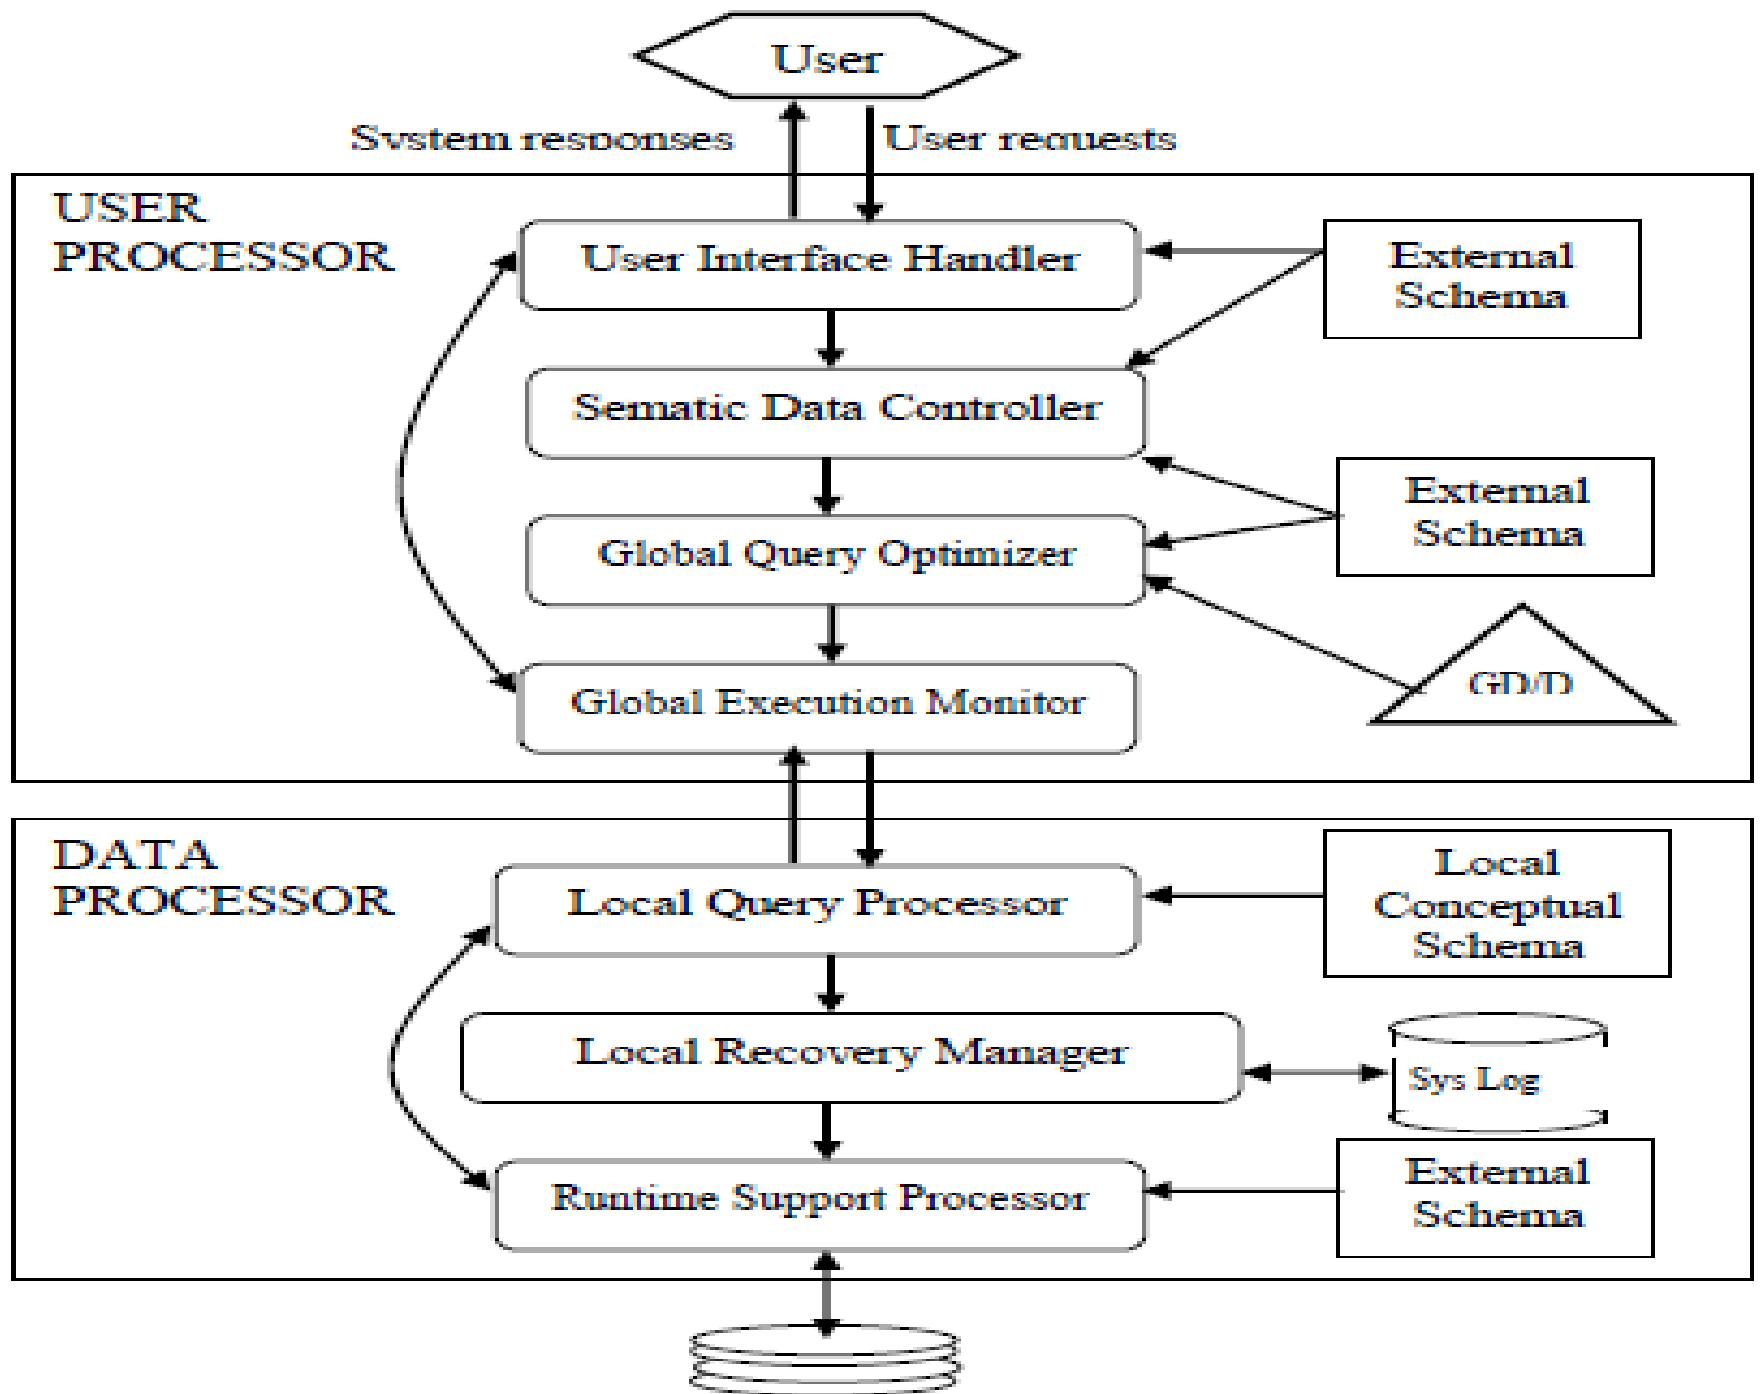 User
System responses
User requests
USER
PROCESSOR
User Interface Handler
External
Schema
Sematic Data Controller
External
Schema
Global Query Optimizer
GD/D
Global Execution Monitor
DATA
PROCESSOR
Local Query Processor
Local
Conceptual
Schema
Local Recovery Manager
Sys Log
External
Schema
Runtime Support Processor